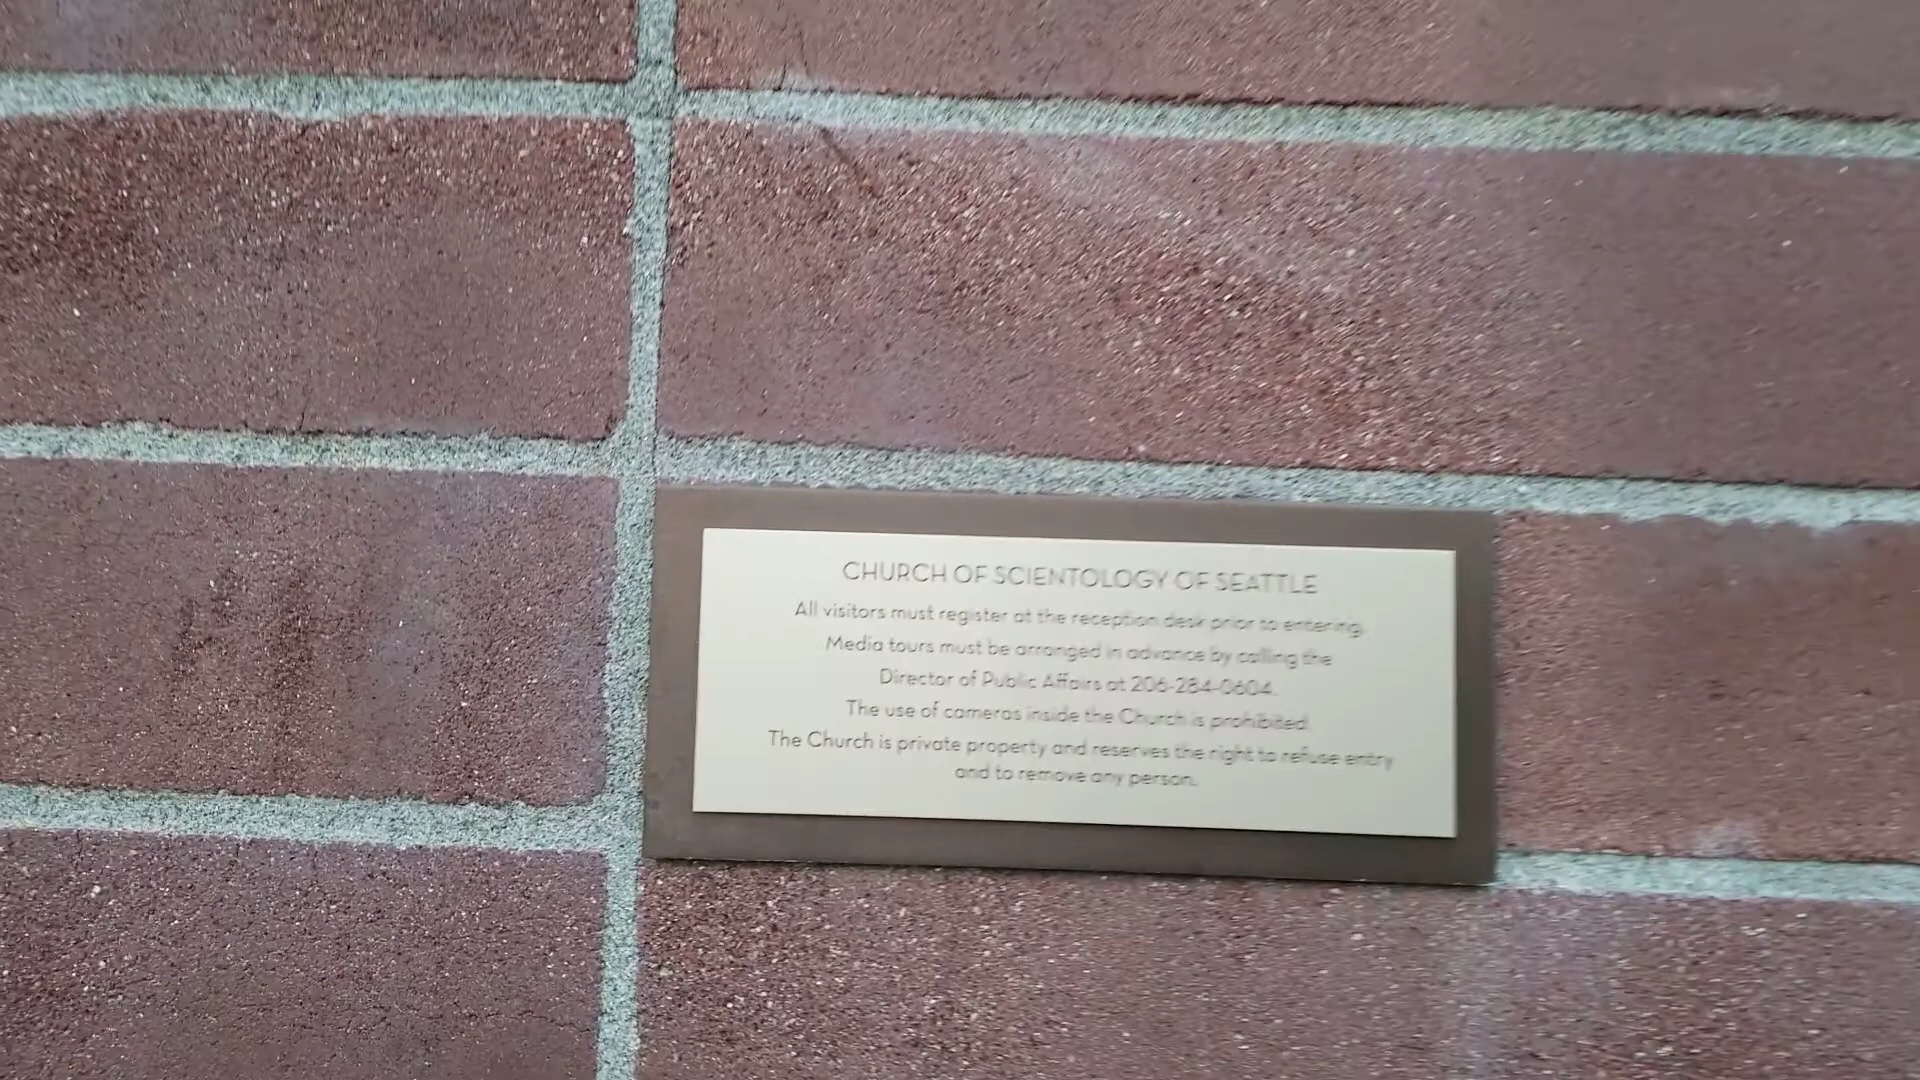 CHURCH OF SCIENTOLOGY OF SEATTLE
All visitors must register at the reception desk prior to entering.
Media tours must be arranged in advance by calling the
Director of Public Affairs at 206-284-0604.
The use of cameras inside the Church is prohibited.
The Church is private property and reserves the right to refuse entry
and to remove any person.